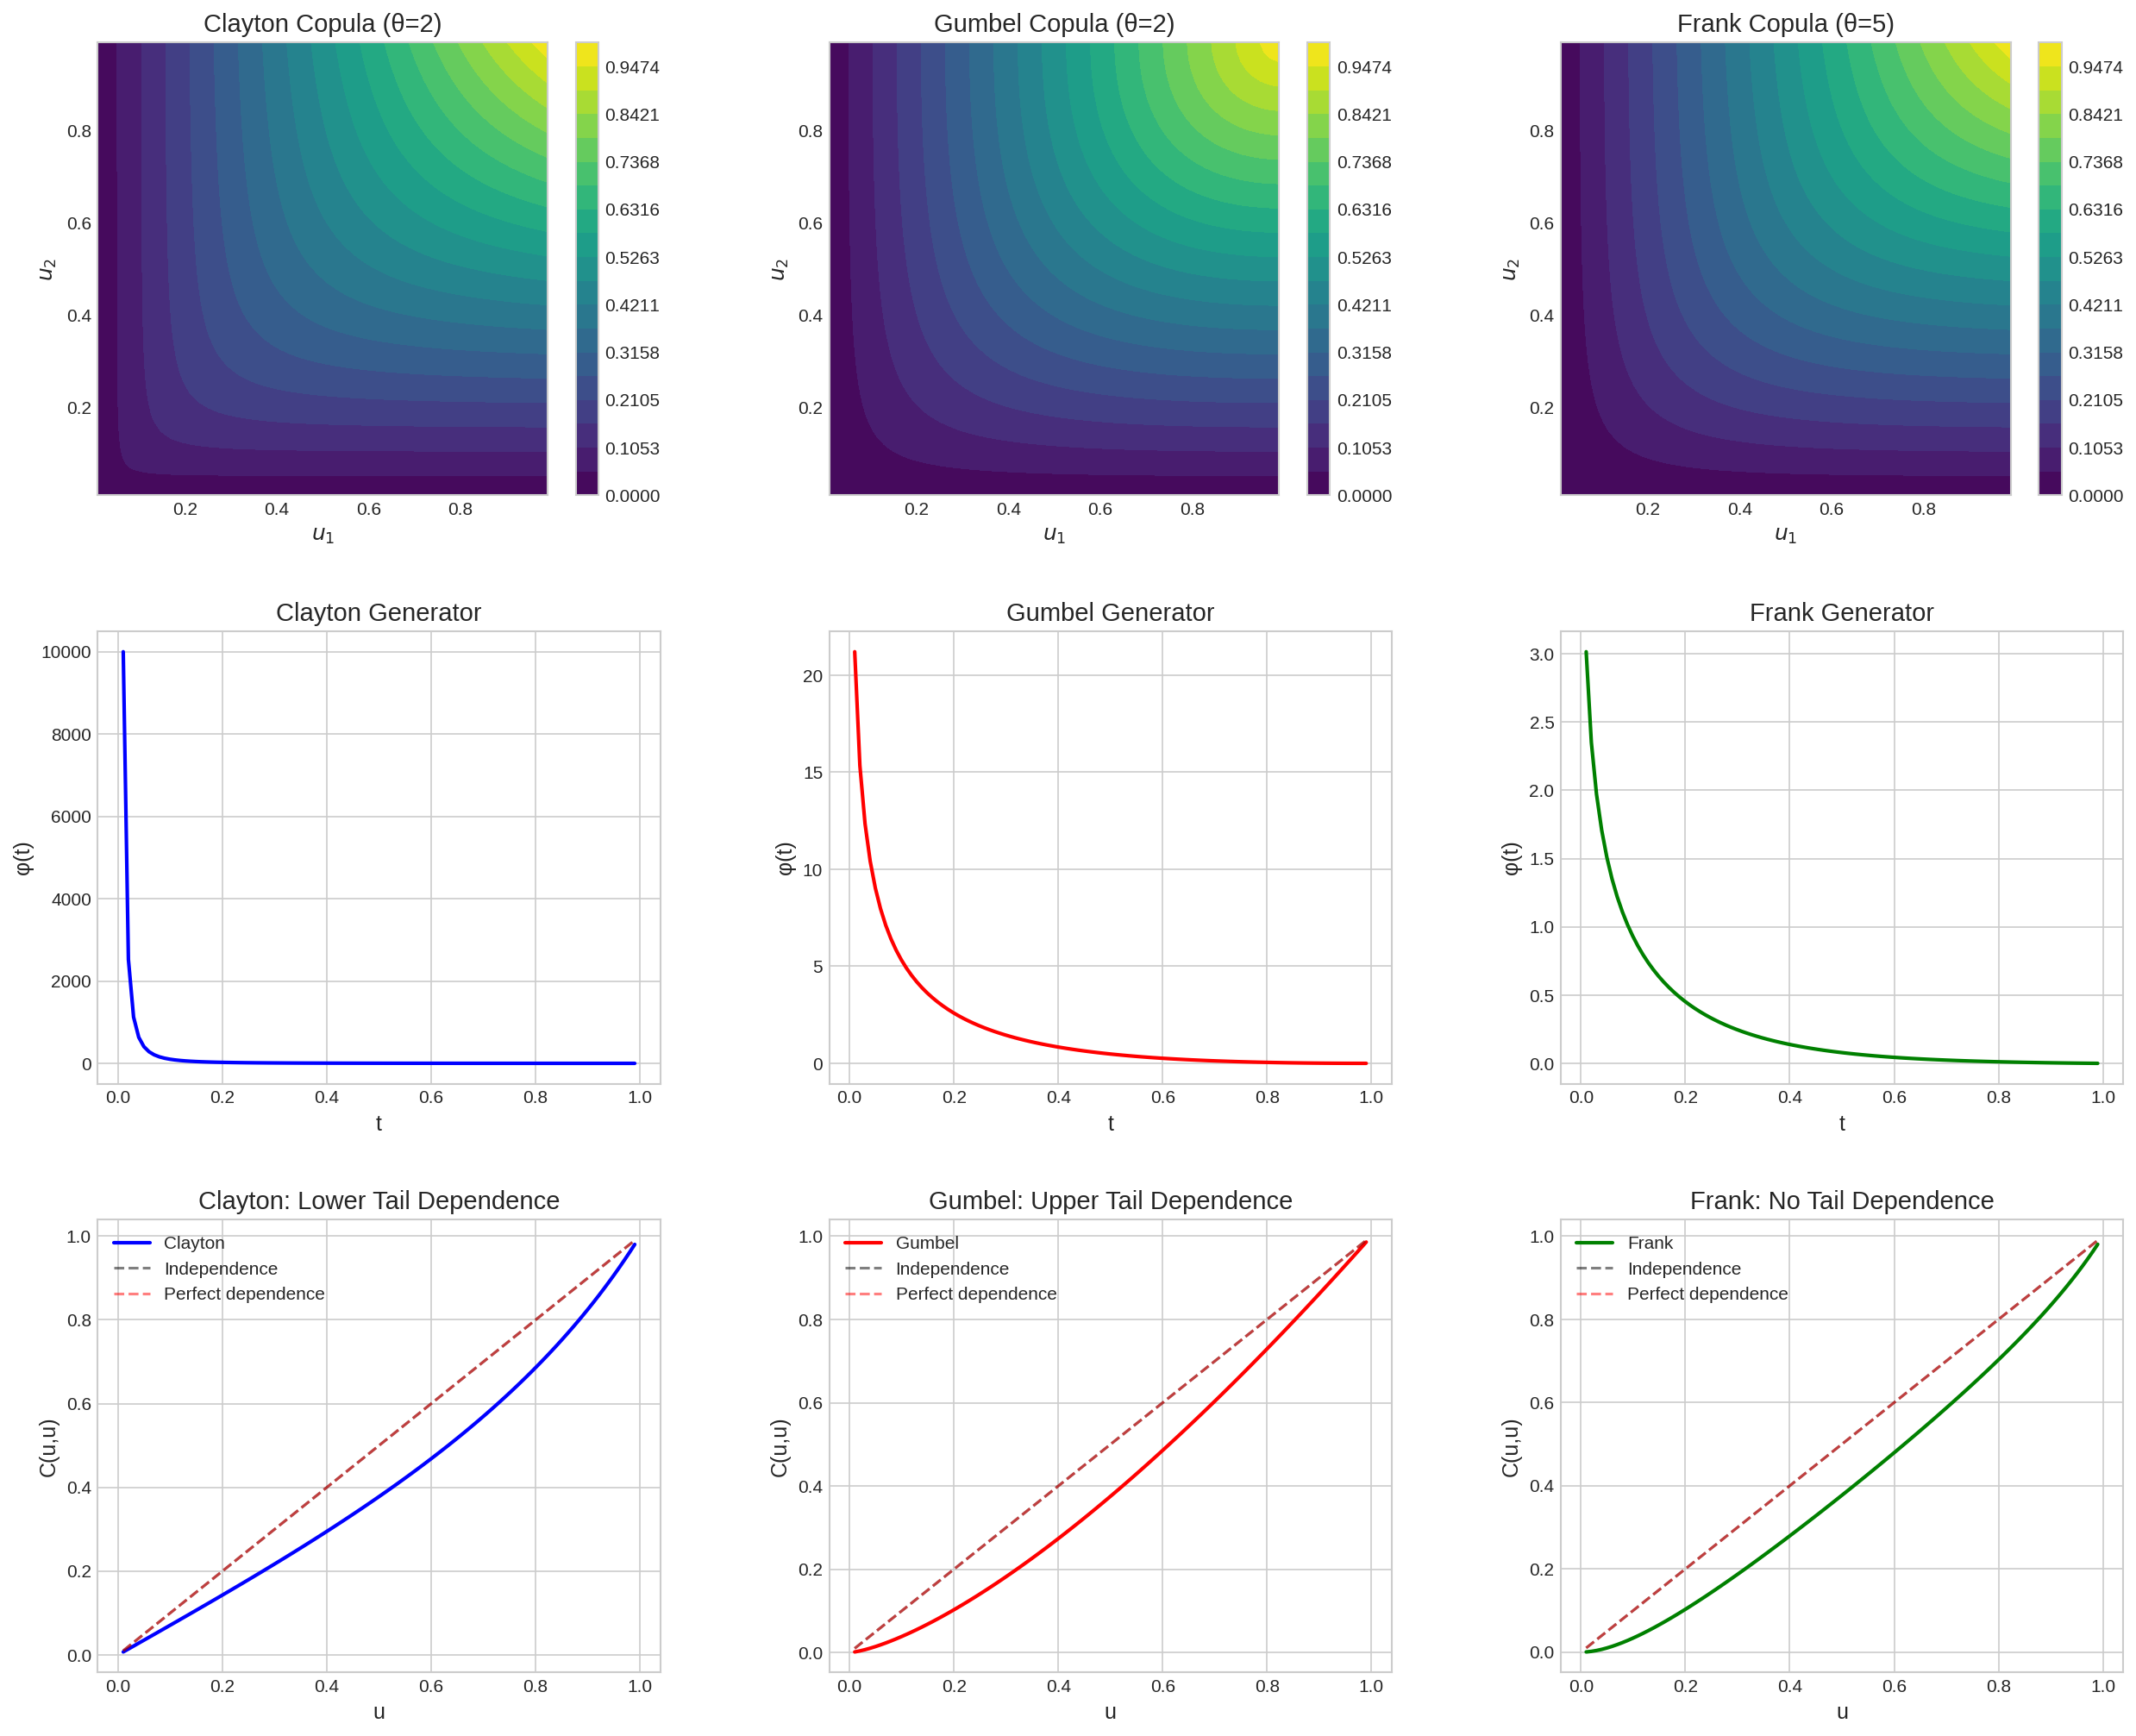 Clayton Copula (θ=2)
0.8
0.6
0.4
0.2
u₂
0.2 0.4 0.6 0.8
u₁
0.9474
0.8421
0.7368
0.6316
0.5263
0.4211
0.3158
0.2105
0.1053
0.0000
Gumbel Copula (θ=2)
0.8
0.6
0.4
0.2
u₂
0.2 0.4 0.6 0.8
u₁
0.9474
0.8421
0.7368
0.6316
0.5263
0.4211
0.3158
0.2105
0.1053
0.0000
Frank Copula (θ=5)
0.8
0.6
0.4
0.2
u₂
0.2 0.4 0.6 0.8
u₁
0.9474
0.8421
0.7368
0.6316
0.5263
0.4211
0.3158
0.2105
0.1053
0.0000
Clayton Generator
10000
8000
6000
4000
2000
0
φ(t)
0.0 0.2 0.4 0.6 0.8 1.0
t
Gumbel Generator
20
15
10
5
0
φ(t)
0.0 0.2 0.4 0.6 0.8 1.0
t
Frank Generator
3.0
2.5
2.0
1.5
1.0
0.5
0.0
φ(t)
0.0 0.2 0.4 0.6 0.8 1.0
t
Clayton: Lower Tail Dependence
Clayton
Independence
Perfect dependence
1.0
0.8
0.6
0.4
0.2
0.0
C(u,u)
0.0 0.2 0.4 0.6 0.8 1.0
u
Gumbel: Upper Tail Dependence
Gumbel
Independence
Perfect dependence
1.0
0.8
0.6
0.4
0.2
0.0
C(u,u)
0.0 0.2 0.4 0.6 0.8 1.0
u
Frank: No Tail Dependence
Frank
Independence
Perfect dependence
1.0
0.8
0.6
0.4
0.2
0.0
C(u,u)
0.0 0.2 0.4 0.6 0.8 1.0
u